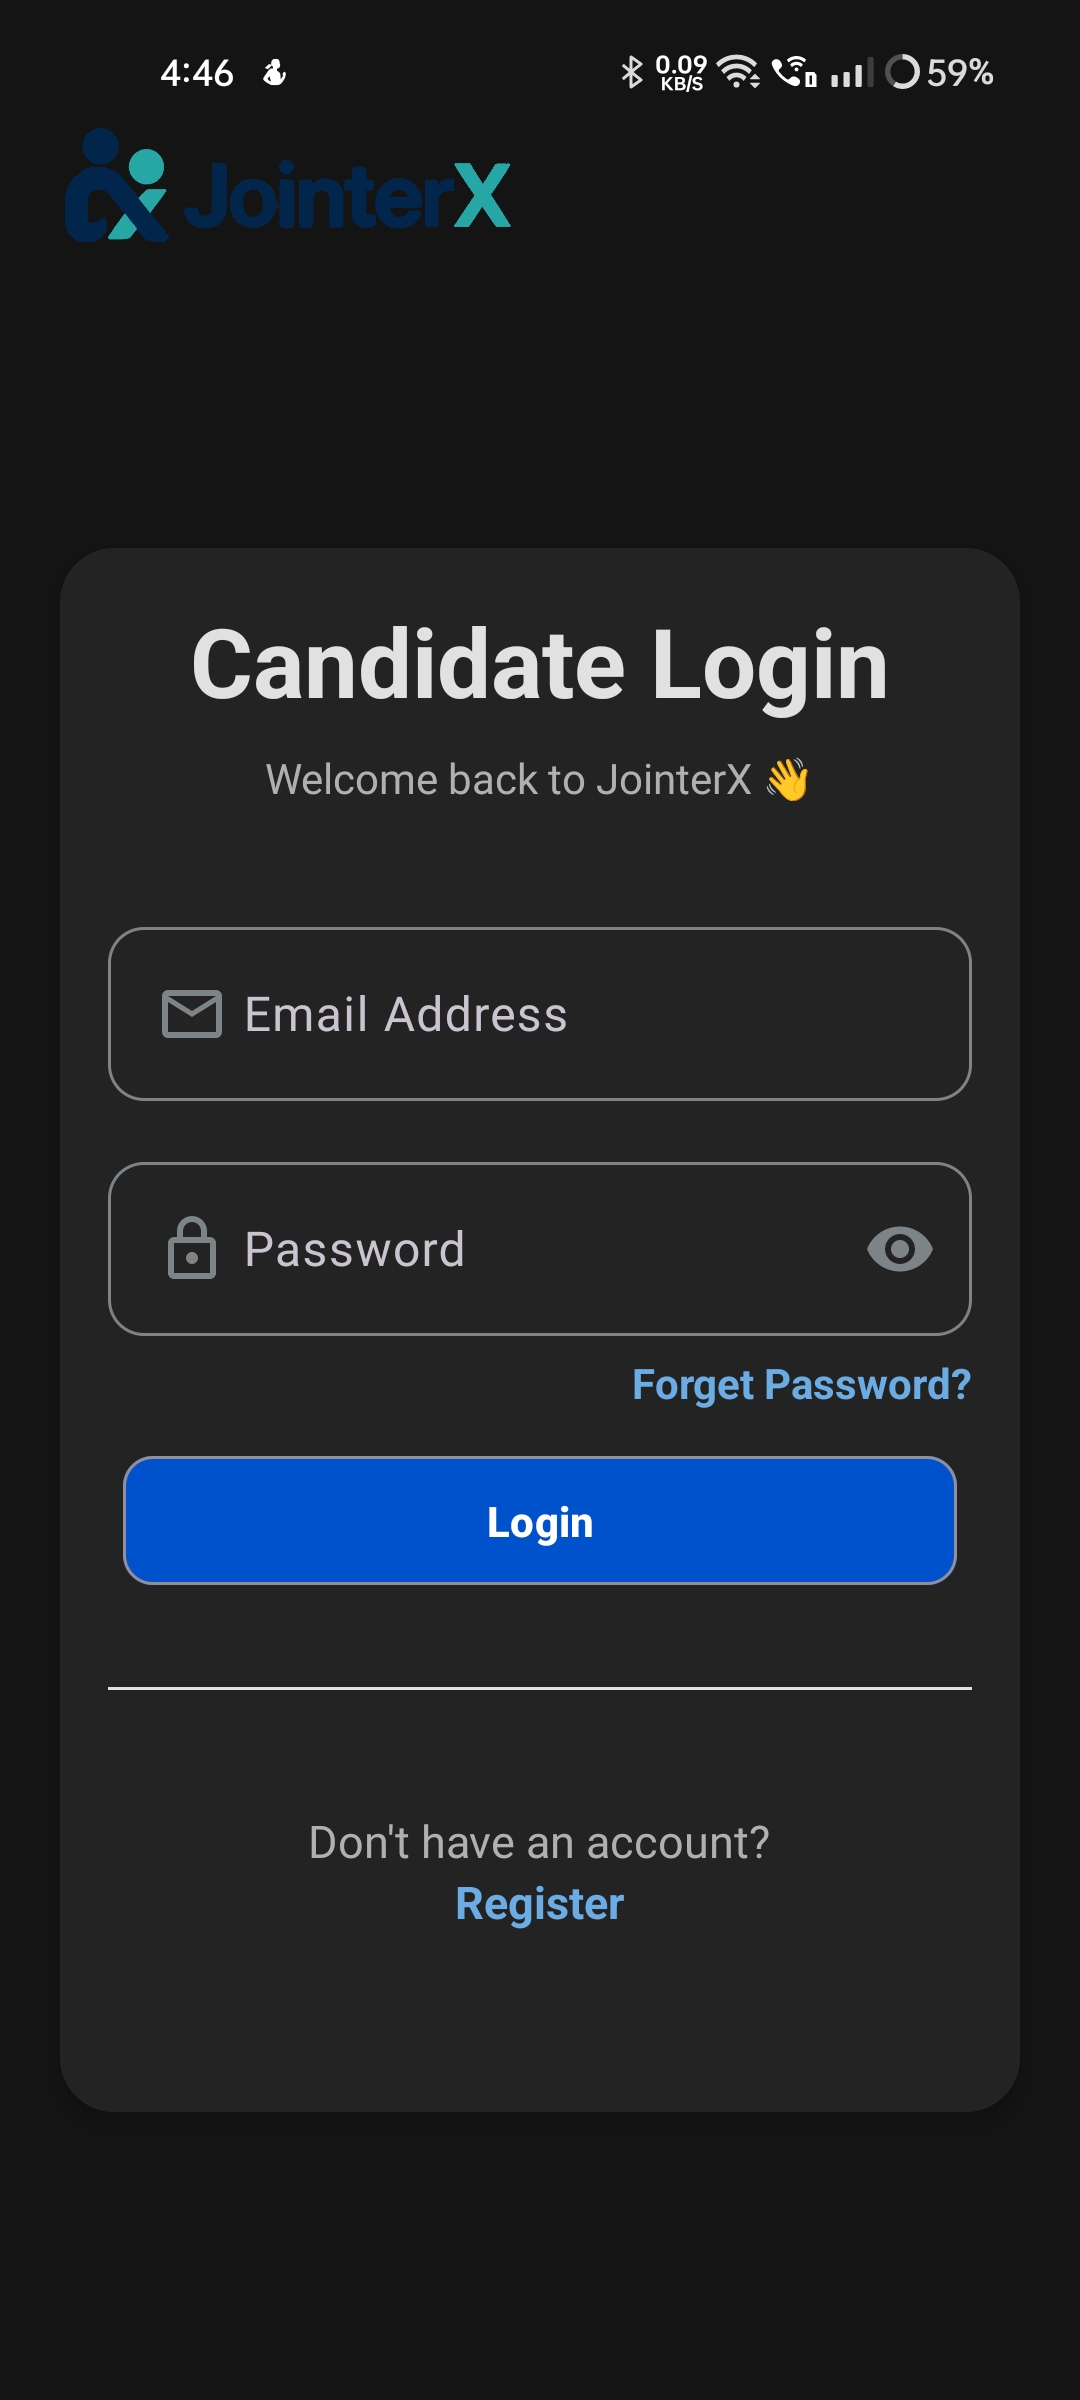 4:46
0.09
KB/S
59%
JointerX
Candidate Login
Welcome back to JointerX 👋
Email Address
Password
Forget Password?
Login
Don't have an account?
Register